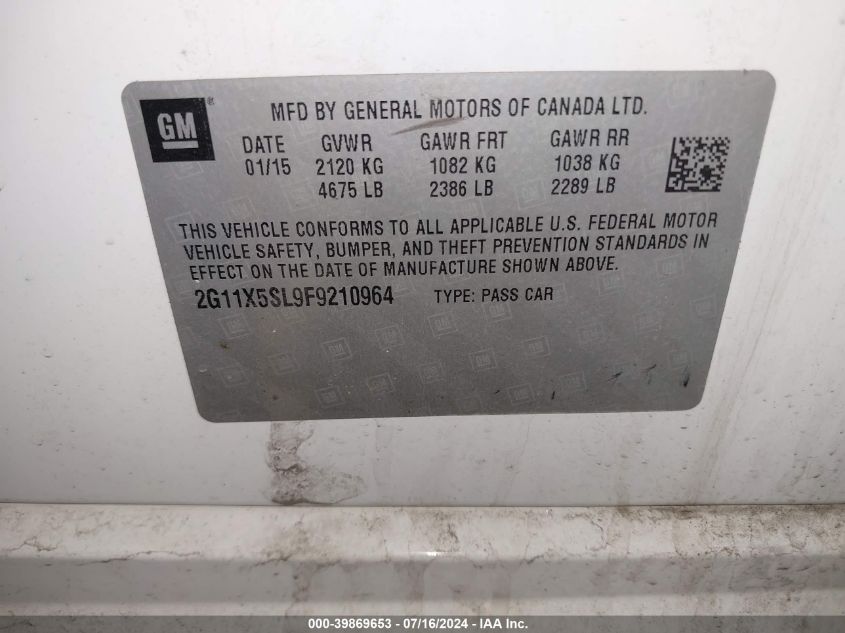 GM
MFD BY GENERAL MOTORS OF CANADA LTD.
DATE GVWR GAWR FRT GAWR RR
01/15 2120 KG 1082 KG 1038 KG
4675 LB 2386 LB 2289 LB
THIS VEHICLE CONFORMS TO ALL APPLICABLE U.S. FEDERAL MOTOR
VEHICLE SAFETY, BUMPER, AND THEFT PREVENTION STANDARDS IN
EFFECT ON THE DATE OF MANUFACTURE SHOWN ABOVE.
2G11X5SL9F9210964 TYPE: PASS CAR
000-39869653 - 07/16/2024 - IAA Inc.